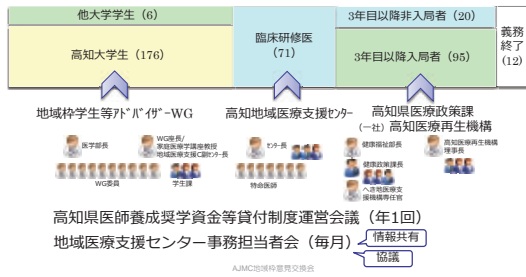 他大学学生（6）
高知大学生（176）
臨床研修医
（71）
3年目以降非入局者（20）
3年目以降入局者（95）
義務
終了
（12）
地域枠学生等ｱﾄﾞﾊﾞｲｻﾞｰWG
医学部長
WG座長/
家庭医療学講座教授
地域医療支援C副ｾﾝﾀｰ長
WG委員
学生課
高知地域医療支援ｾﾝﾀｰ
ｾﾝﾀｰ長
特命医師
高知県医療政策課
（一社）高知医療再生機構
健康福祉部長
健康政策課長
へき地医療支
援機構専任官
高知医療再生機構
理事長
高知県医師養成奨学資金等貸付制度運営会議（年1回）
地域医療支援センター事務担当者会（毎月）
情報共有
協議
AJMC地域枠意見交換会